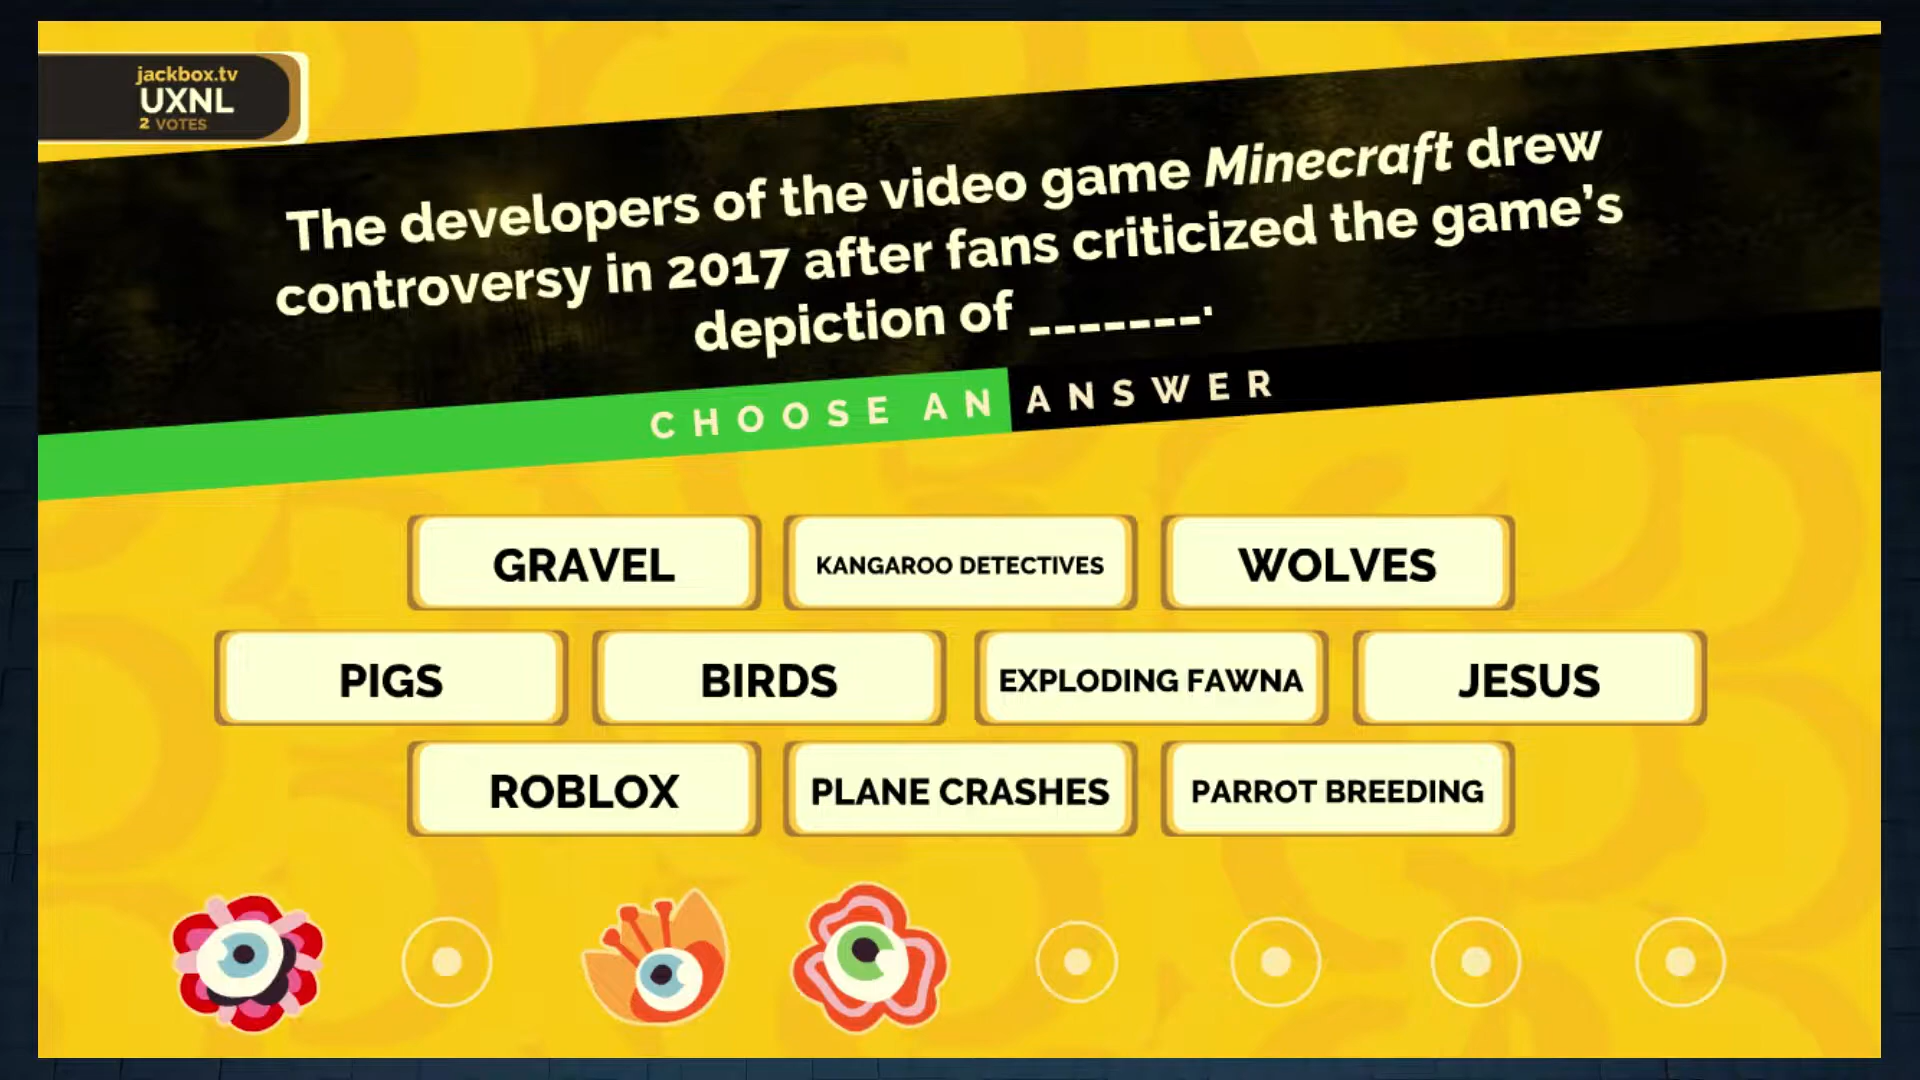 jackbox.tv
UXNL
2 VOTES
The developers of the video game Minecraft drew
controversy in 2017 after fans criticized the game's
depiction of _______.
CHOOSE AN ANSWER
GRAVEL
KANGAROO DETECTIVES
WOLVES
PIGS
BIRDS
EXPLODING FAWNA
JESUS
ROBLOX
PLANE CRASHES
PARROT BREEDING